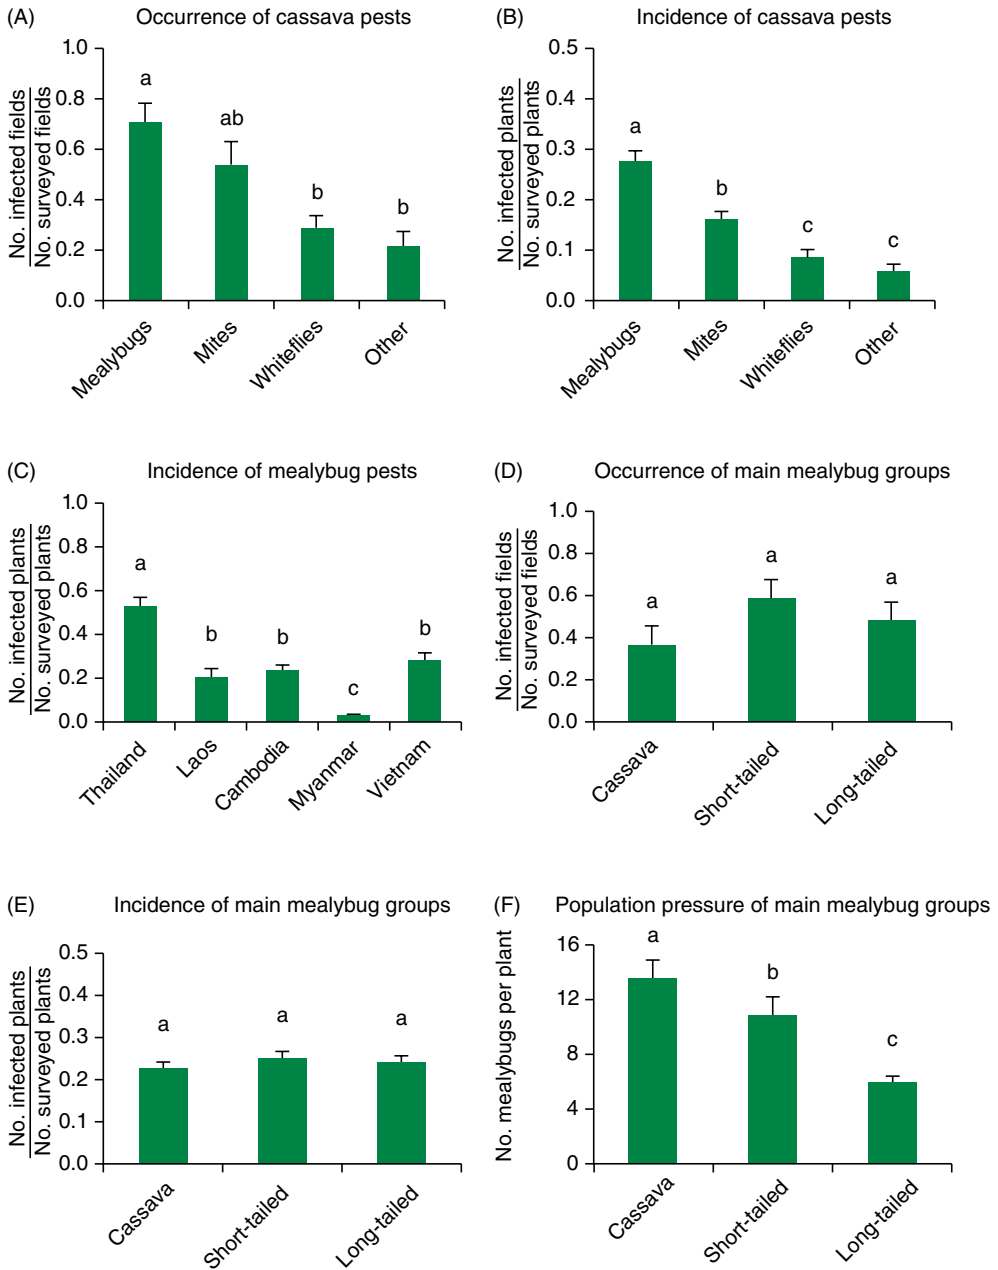 (A) Occurrence of cassava pests
No. infected fields
No. surveyed fields
1.0
0.8
0.6
0.4
0.2
0.0
a
ab
b
b
Mealybugs
Mites
Whiteflies
Other
(B) Incidence of cassava pests
No. infected plants
No. surveyed plants
0.5
0.4
0.3
0.2
0.1
0.0
a
b
c
c
Mealybugs
Mites
Whiteflies
Other
(C) Incidence of mealybug pests
No. infected plants
No. surveyed plants
1.0
0.8
0.6
0.4
0.2
0.0
a
b
b
c
b
Thailand
Laos
Cambodia
Myanmar
Vietnam
(D) Occurrence of main mealybug groups
No. infected fields
No. surveyed fields
1.0
0.8
0.6
0.4
0.2
0.0
a
a
a
Cassava
Short-tailed
Long-tailed
(E) Incidence of main mealybug groups
No. infected plants
No. surveyed plants
0.5
0.4
0.3
0.2
0.1
0.0
a
a
a
Cassava
Short-tailed
Long-tailed
(F) Population pressure of main mealybug groups
No. mealybugs per plant
16
12
8
4
0
a
b
c
Cassava
Short-tailed
Long-tailed